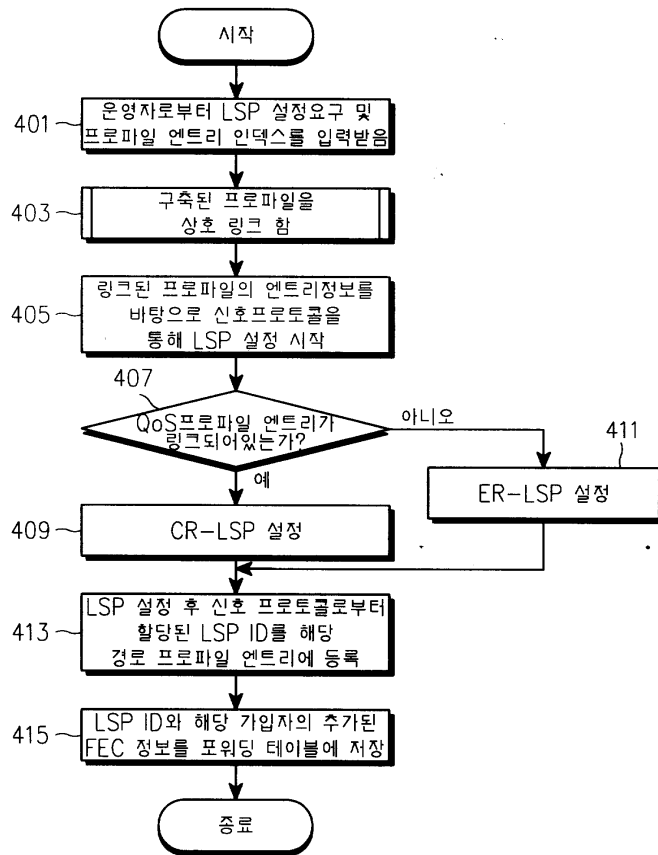 시작
401
운영자로부터 LSP 설정요구 및
프로파일 엔트리 인덱스를 입력받음
403
구축된 프로파일을
상호 링크 함
405
링크된 프로파일의 엔트리정보를
바탕으로 신호프로토콜을
통해 LSP 설정 시작
407
QoS프로파일 엔트리가
링크되어있는가?
아니오
411
ER-LSP 설정
예
409
CR-LSP 설정
413
LSP 설정 후 신호 프로토콜로부터
할당된 LSP ID를 해당
경로 프로파일 엔트리에 등록
415
LSP ID와 해당 가입자의 추가된
FEC 정보를 포워딩 테이블에 저장
종료